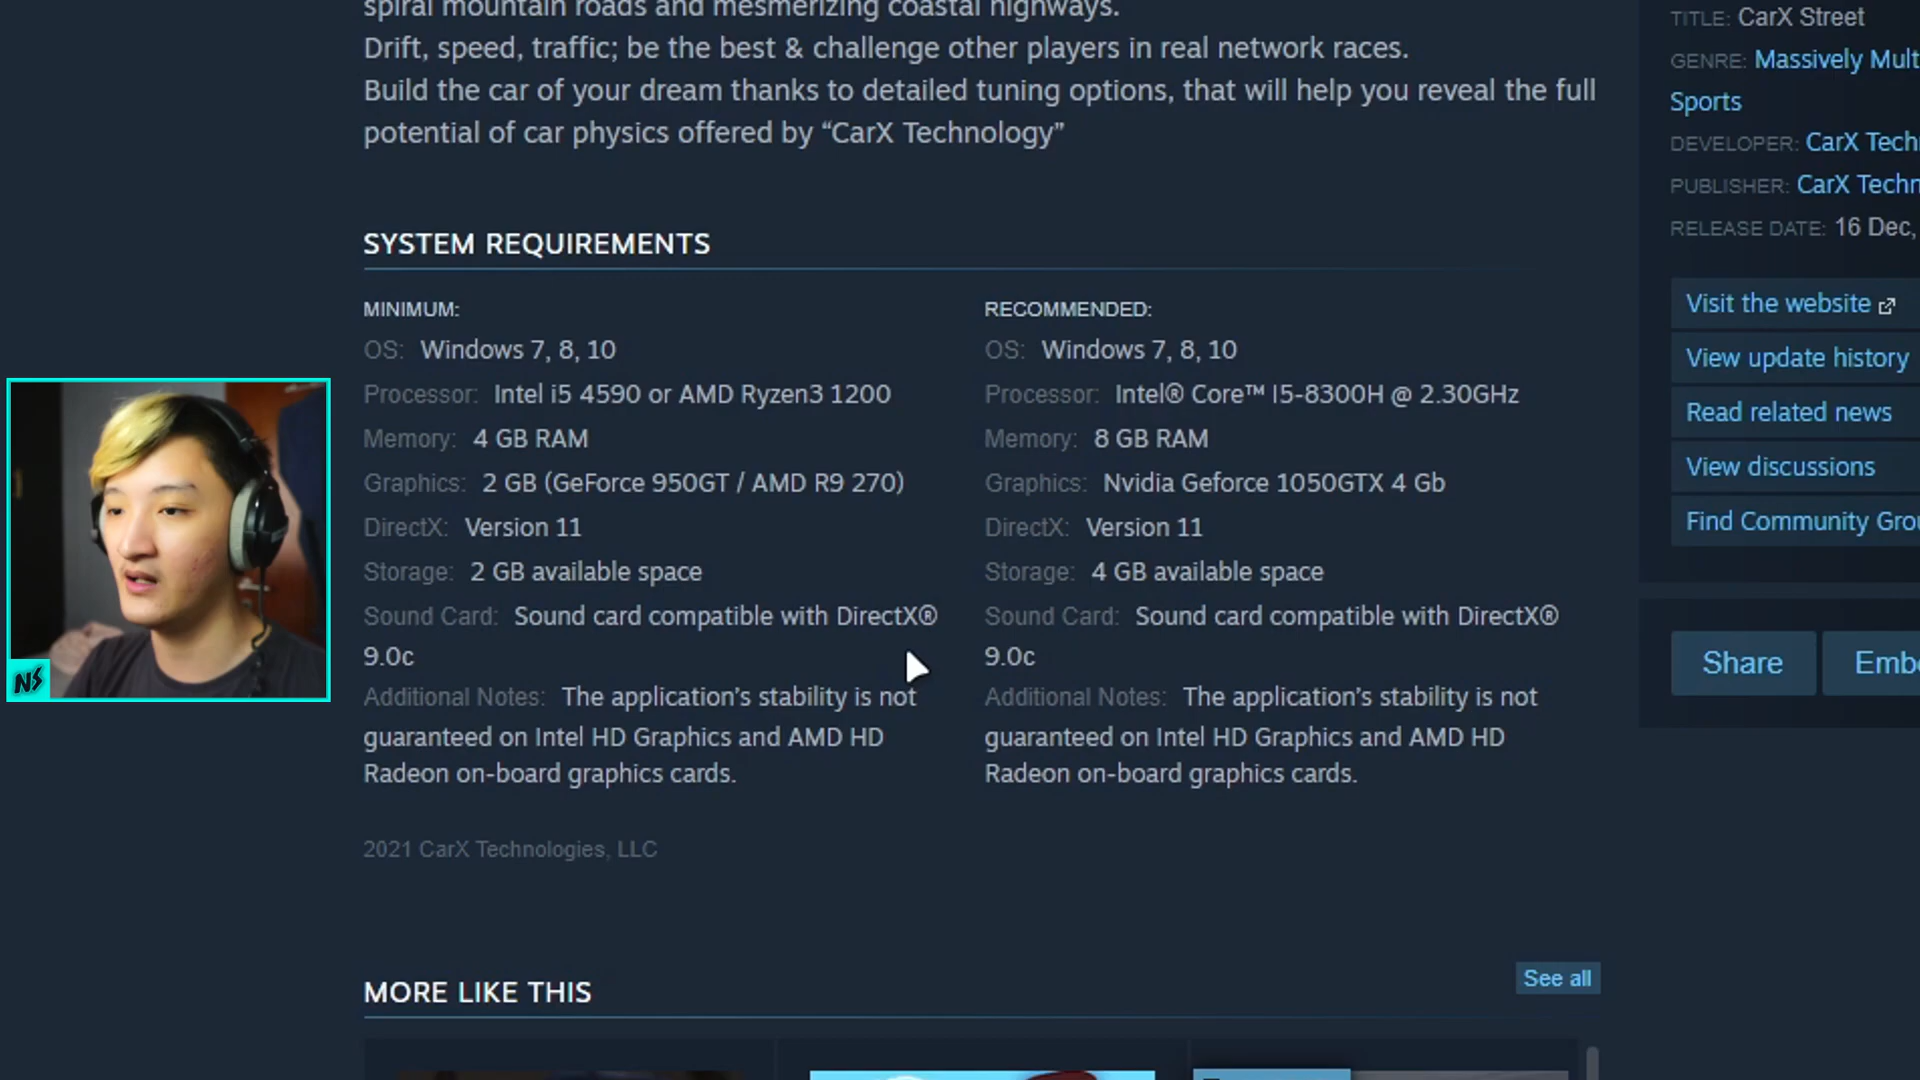 spiral mountain roads and mesmerizing coastal highways.
Drift, speed, traffic; be the best & challenge other players in real network races.
Build the car of your dream thanks to detailed tuning options, that will help you reveal the full
potential of car physics offered by “CarX Technology”
SYSTEM REQUIREMENTS
MINIMUM:
OS: Windows 7, 8, 10
Processor: Intel i5 4590 or AMD Ryzen3 1200
Memory: 4 GB RAM
Graphics: 2 GB (GeForce 950GT / AMD R9 270)
DirectX: Version 11
Storage: 2 GB available space
Sound Card: Sound card compatible with DirectX®
9.0c
Additional Notes: The application’s stability is not
guaranteed on Intel HD Graphics and AMD HD
Radeon on-board graphics cards.
RECOMMENDED:
OS: Windows 7, 8, 10
Processor: Intel® Core™ I5-8300H @ 2.30GHz
Memory: 8 GB RAM
Graphics: Nvidia Geforce 1050GTX 4 Gb
DirectX: Version 11
Storage: 4 GB available space
Sound Card: Sound card compatible with DirectX®
9.0c
Additional Notes: The application’s stability is not
guaranteed on Intel HD Graphics and AMD HD
Radeon on-board graphics cards.
2021 CarX Technologies, LLC
MORE LIKE THIS
See all
TITLE: CarX Street
GENRE: Massively Mult
Sports
DEVELOPER: CarX Tech
PUBLISHER: CarX Techn
RELEASE DATE: 16 Dec,
Visit the website
View update history
Read related news
View discussions
Find Community Gro
Share
Emb
NS